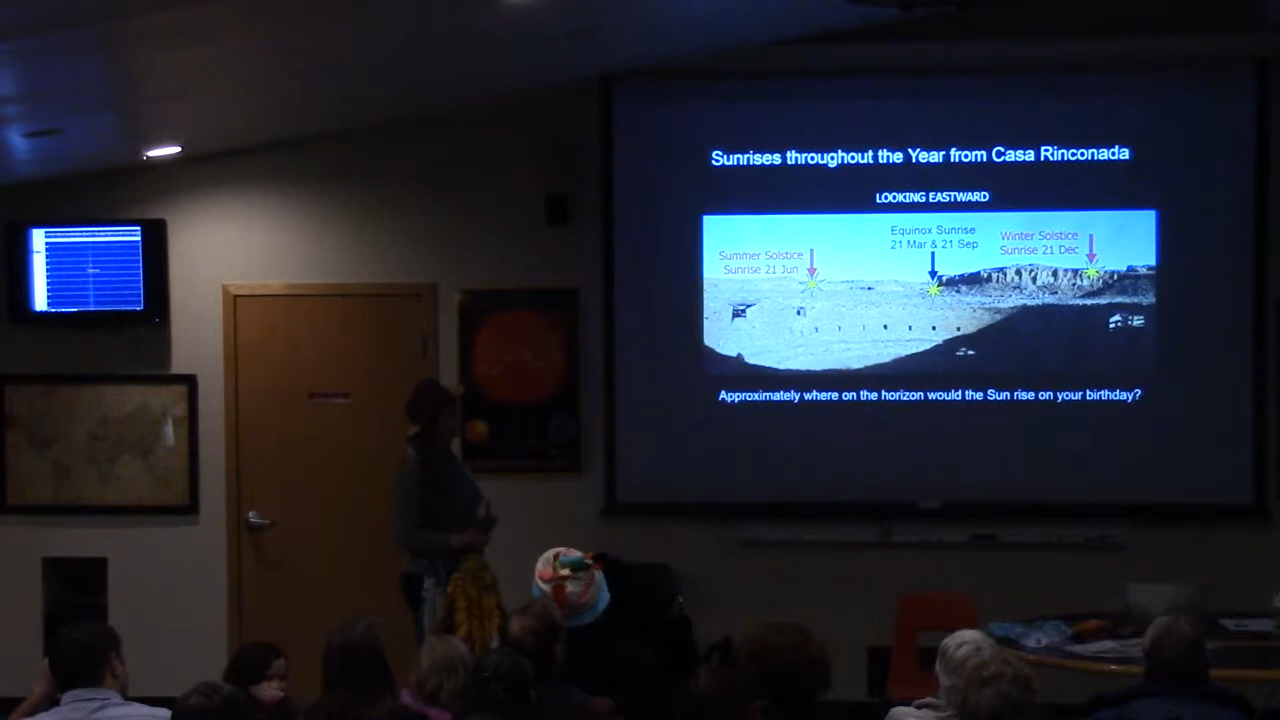 Sunrises throughout the Year from Casa Rinconada
LOOKING EASTWARD
Equinox Sunrise
21 Mar & 21 Sep
Winter Solstice
Sunrise 21 Dec
Summer Solstice
Sunrise 21 Jun
Approximately where on the horizon would the Sun rise on your birthday?